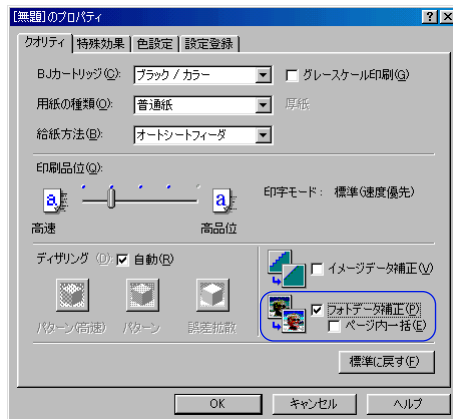 [無題]のプロパティ
クオリティ 特殊効果 色設定 設定登録
BJカートリッジ(C): ブラック / カラー グレースケール印刷(G)
用紙の種類(O): 普通紙 厚紙
給紙方法(B): オートシートフィーダ
印刷品位(Q):
a a 印字モード : 標準(速度優先)
高速 高品位
ディザリング (D): 自動(R) イメージデータ補正(V)
フォトデータ補正(P)
パターン(高速) パターン 誤差拡散 ページ内一括(E)
標準に戻す(F)
OK キャンセル ヘルプ